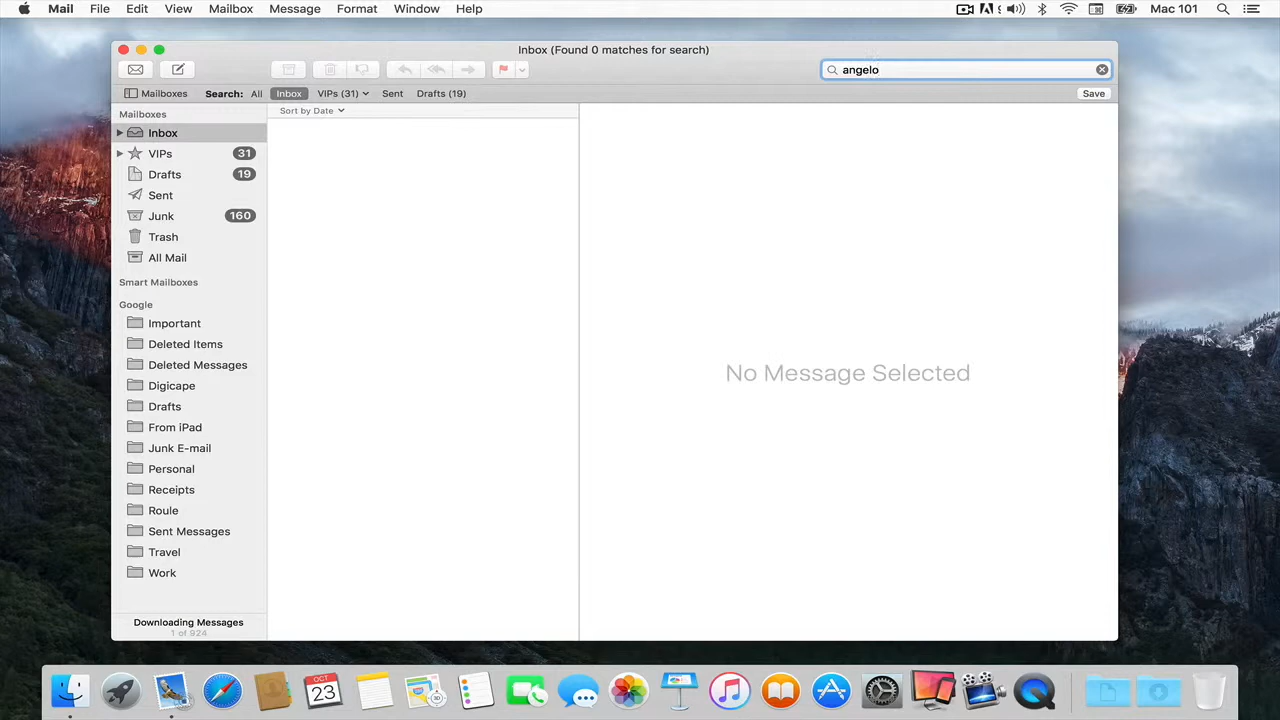 Mail File Edit View Mailbox Message Format Window Help Mac 101
Inbox (Found 0 matches for search)
angelo
Mailboxes Search: All Inbox VIPs (31) Sent Drafts (19) Save
Mailboxes
Sort by Date
Inbox
VIPs 31
Drafts 19
Sent
Junk 160
Trash
All Mail
Smart Mailboxes
Google
Important
Deleted Items
Deleted Messages
No Message Selected
Digicape
Drafts
From iPad
Junk E-mail
Personal
Receipts
Roule
Sent Messages
Travel
Work
Downloading Messages
1 of 924
OCT
23